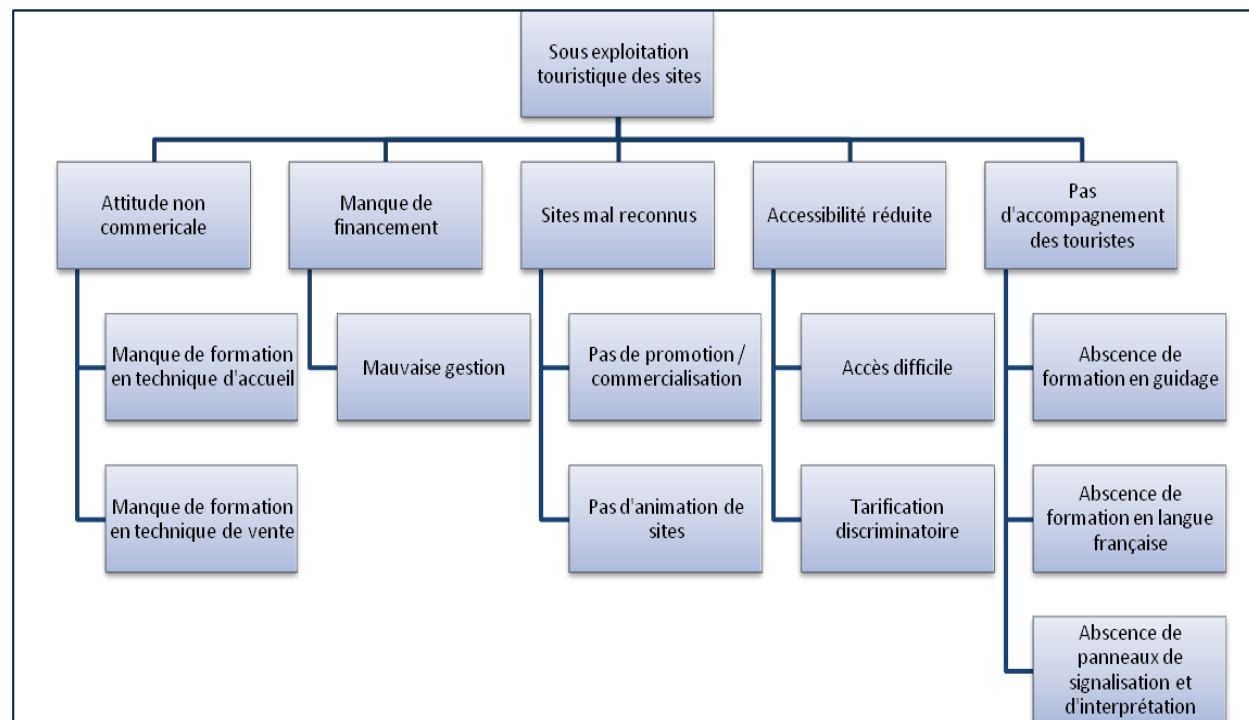 Sous exploitation
touristique des sites
Attitude non
commericale
Manque de
financement
Sites mal reconnus
Accessibilité réduite
Pas
d'accompagnement
des touristes
Manque de formation
en technique d'accueil
Mauvaise gestion
Pas de promotion /
commercialisation
Accès difficile
Abscence de
formation en guidage
Manque de formation
en technique de vente
Pas d'animation de
sites
Tarification
discriminatoire
Abscence de
formation en langue
française
Abscence de
panneaux de
signalisation et
d'interprétation